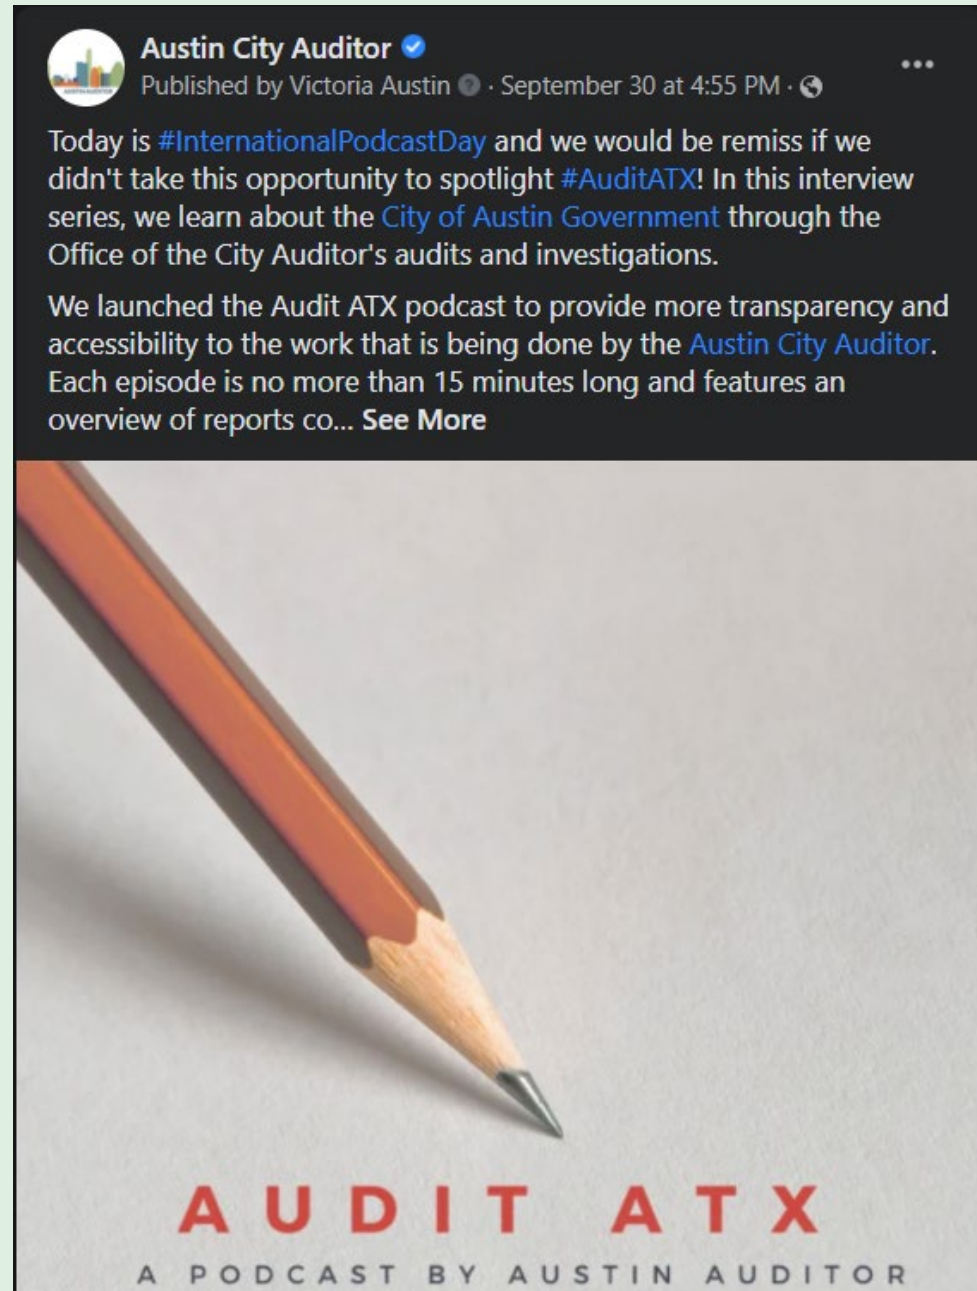 Austin City Auditor
Published by Victoria Austin · September 30 at 4:55 PM ·
Today is #InternationalPodcastDay and we would be remiss if we
didn't take this opportunity to spotlight #AuditATX! In this interview
series, we learn about the City of Austin Government through the
Office of the City Auditor's audits and investigations.
We launched the Audit ATX podcast to provide more transparency and
accessibility to the work that is being done by the Austin City Auditor.
Each episode is no more than 15 minutes long and features an
overview of reports co... See More
AUDIT ATX
A PODCAST BY AUSTIN AUDITOR